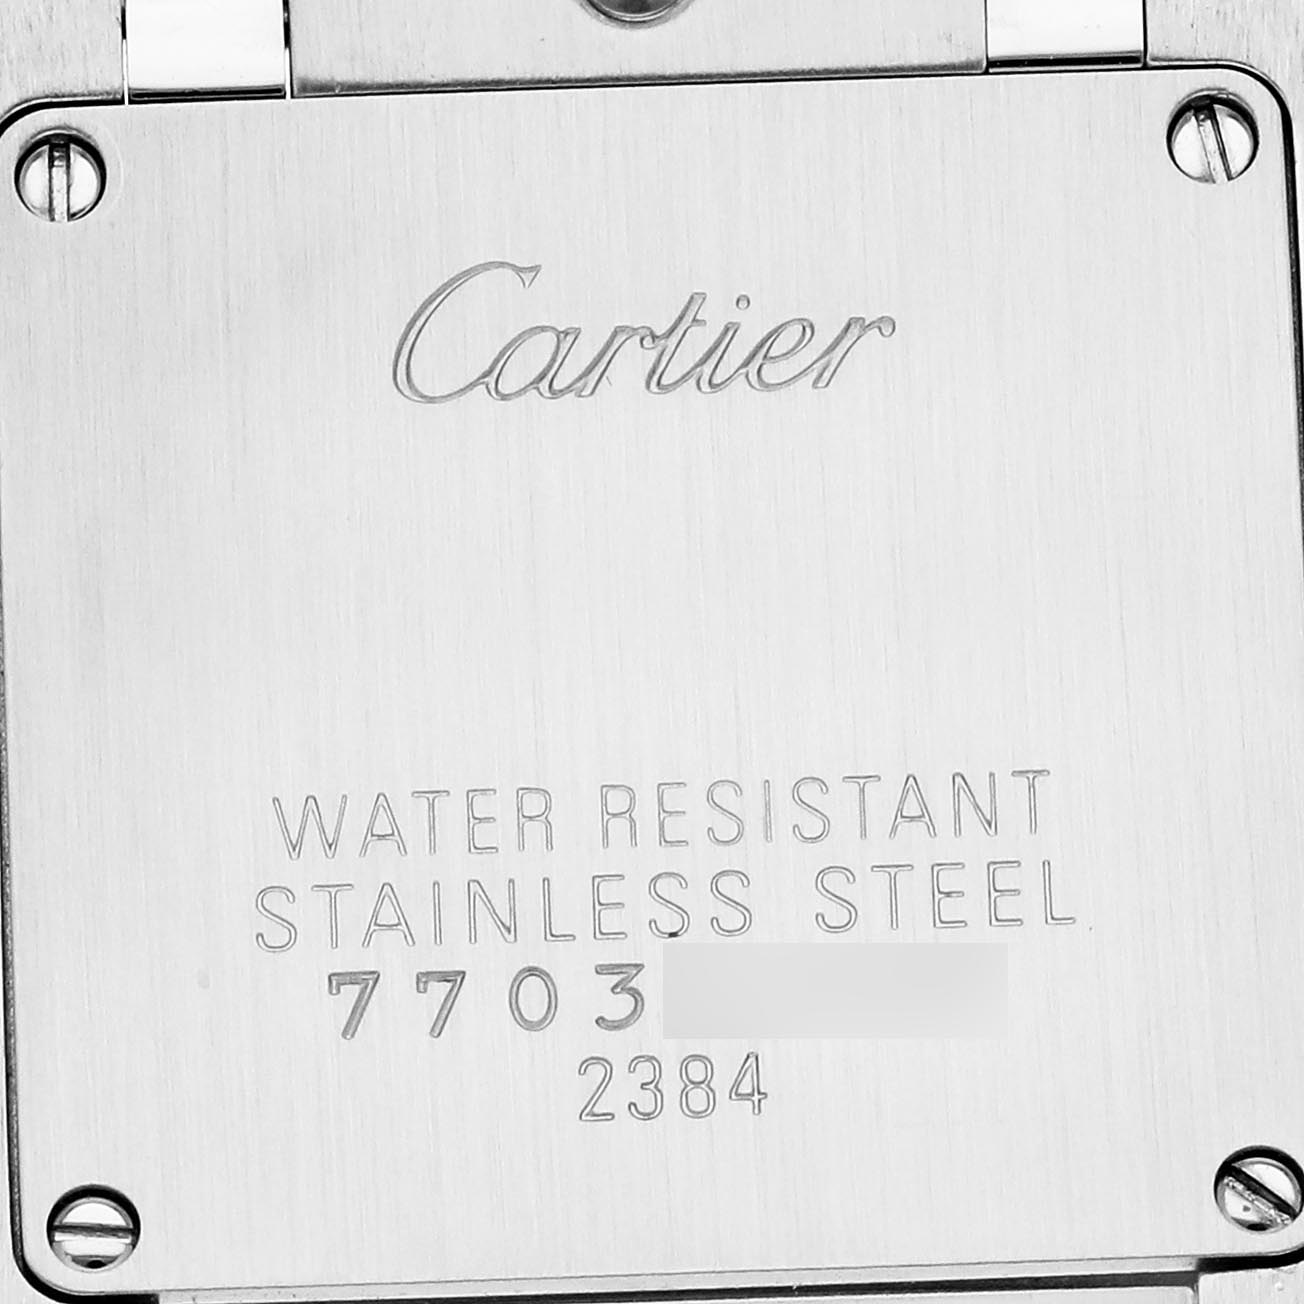 Cartier
WATER RESISTANT
STAINLESS STEEL
7703
2384